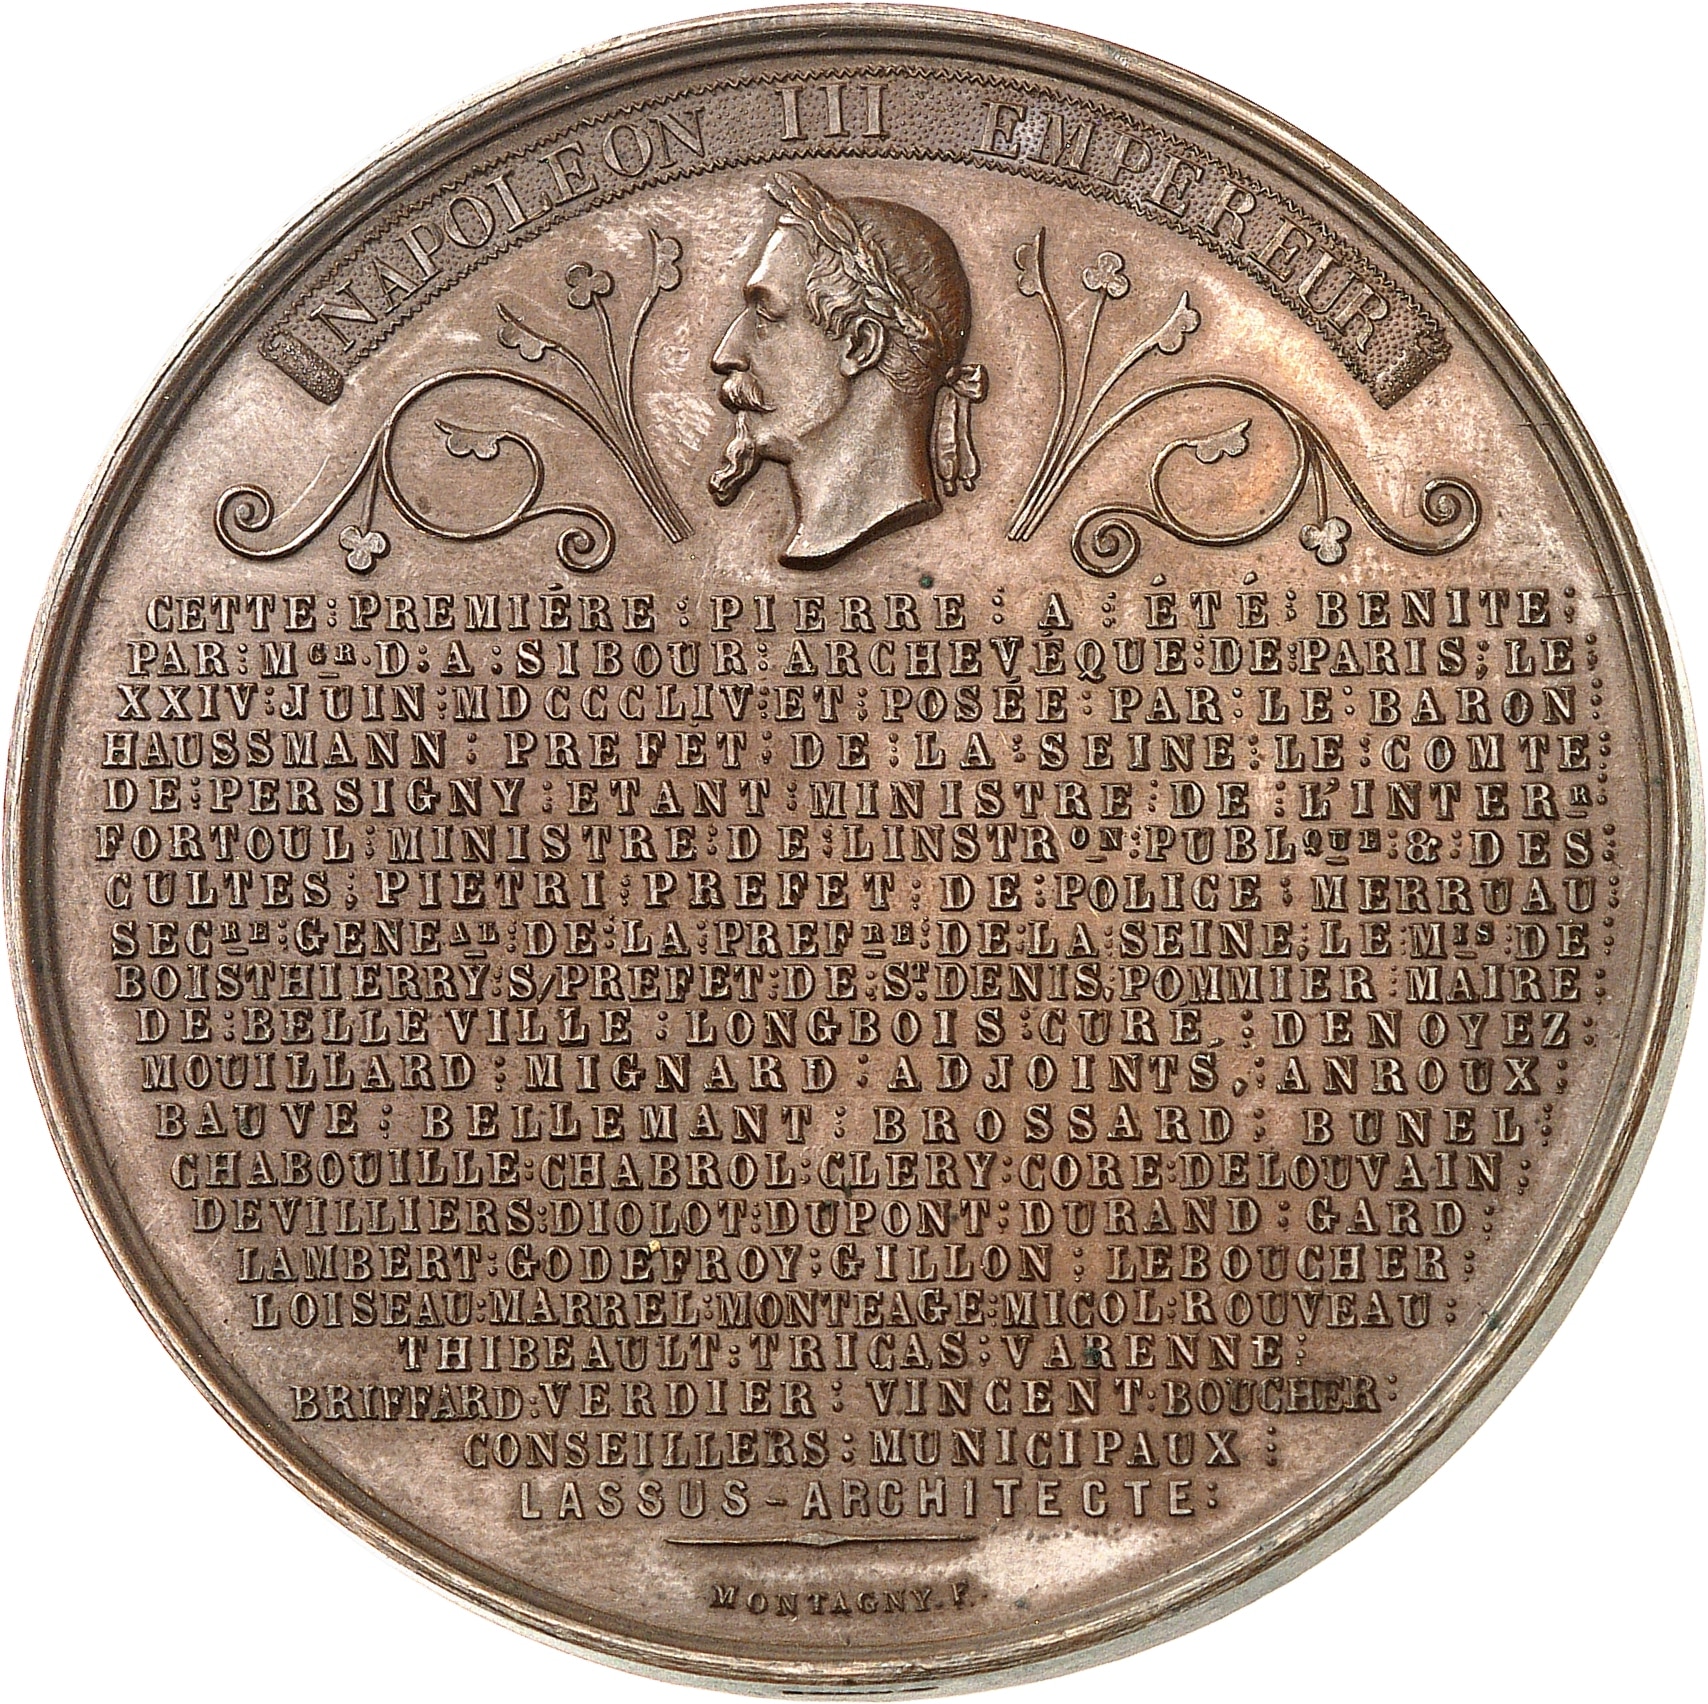 NAPOLEON III EMPEREUR
CETTE : PREMIÉRE : PIERRE : A : ÉTÉ : BENITE :
PAR : MGR. D : A : SIBOUR : ARCHEVÉQUE : DE : PARIS ; LE :
XXIV : JUIN : MDCCCLIV : ET : POSÉE : PAR : LE : BARON :
HAUSSMANN : PREFET : DE : LA : SEINE : LE : COMTE :
DE : PERSIGNY : ETANT : MINISTRE : DE : L'INTERR :
FORTOUL : MINISTRE : DE : LINSTRON : PUBLQUE : & : DES :
CULTES ; PIETRI : PREFET : DE : POLICE : MERRUAU :
SECRE : GENEAL : DE : LA : PREFRE : DE : LA : SEINE ; LE : MIS : DE :
BOISTHIERRY : S/PREFET : DE : ST. DENIS, POMMIER : MAIRE :
DE : BELLEVILLE : LONGBOIS : CURÉ : DENOYEZ :
MOUILLARD : MIGNARD : ADJOINTS, : ANROUX :
BAUVE : BELLEMANT : BROSSARD : BUNEL :
CHABOUILLE : CHABROL : CLERY : CORE : DELOUVAIN :
DEVILLIERS : DIOLOT : DUPONT : DURAND : GARD :
LAMBERT : GODEFROY : GILLON : LEBOUCHER :
LOISEAU : MARREL : MONTEAGE : MICOL : ROUVEAU :
THIBEAULT : TRICAS : VARENNE :
BRIFFARD : VERDIER : VINCENT : BOUCHER :
CONSEILLERS : MUNICIPAUX :
LASSUS - ARCHITECTE :
MONTAGNY. F.